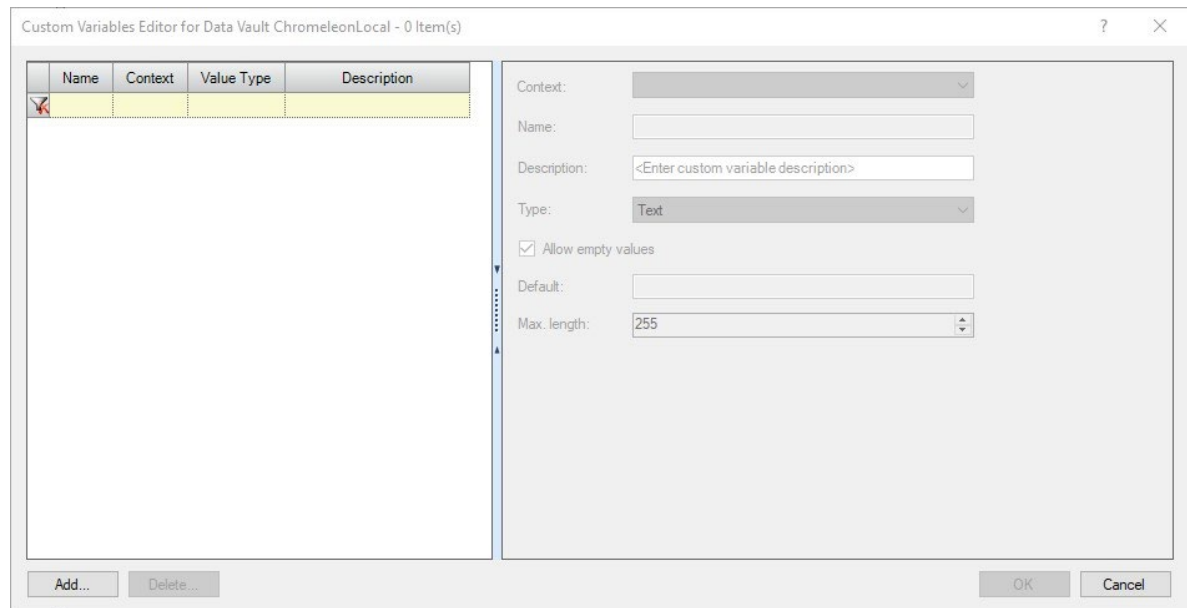 Custom Variables Editor for Data Vault ChromeleonLocal - 0 Item(s)
?
Name Context Value Type Description
Context:
Name:
Description: <Enter custom variable description>
Type: Text
Allow empty values
Default:
Max. length: 255
Add... Delete... OK Cancel